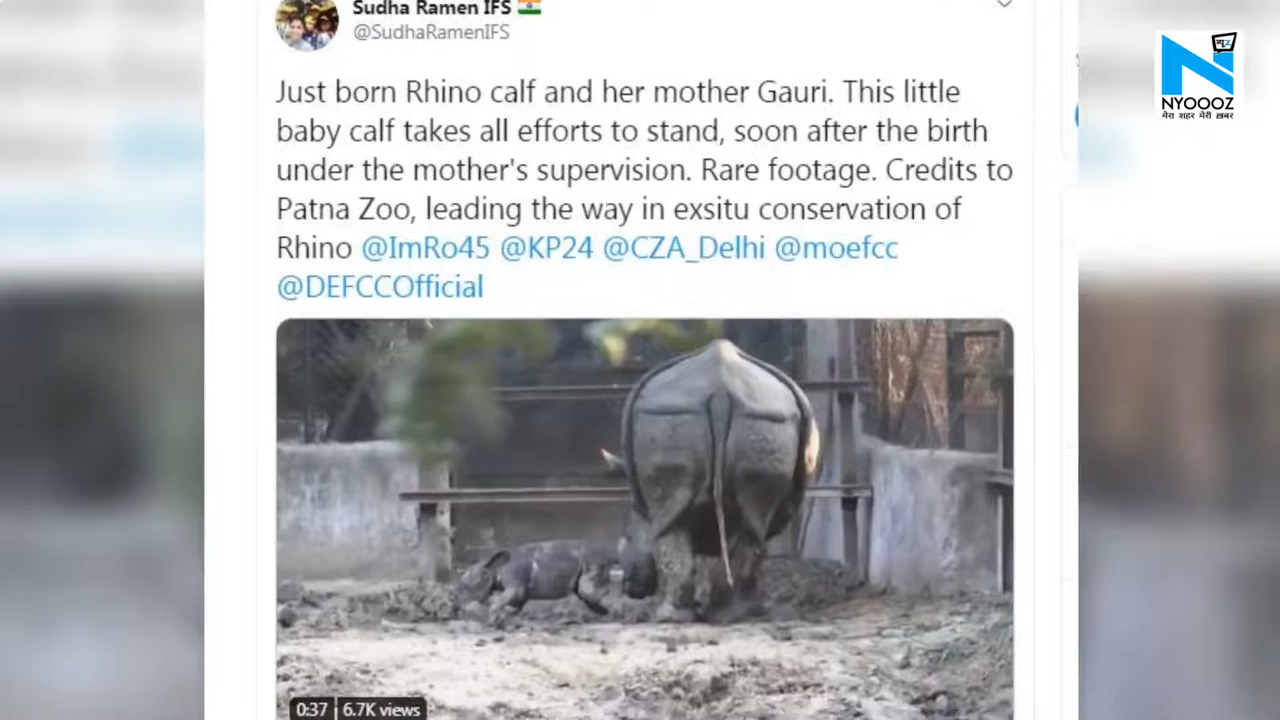 Sudha Ramen IFS
@SudhaRamenIFS
Just born Rhino calf and her mother Gauri. This little
baby calf takes all efforts to stand, soon after the birth
under the mother's supervision. Rare footage. Credits to
Patna Zoo, leading the way in exsitu conservation of
Rhino @ImRo45 @KP24 @CZA_Delhi @moefcc
@DEFCCOfficial
0:37 6.7K views
न्यूज़
NYOOOZ
मेरा शहर मेरी ख़बर